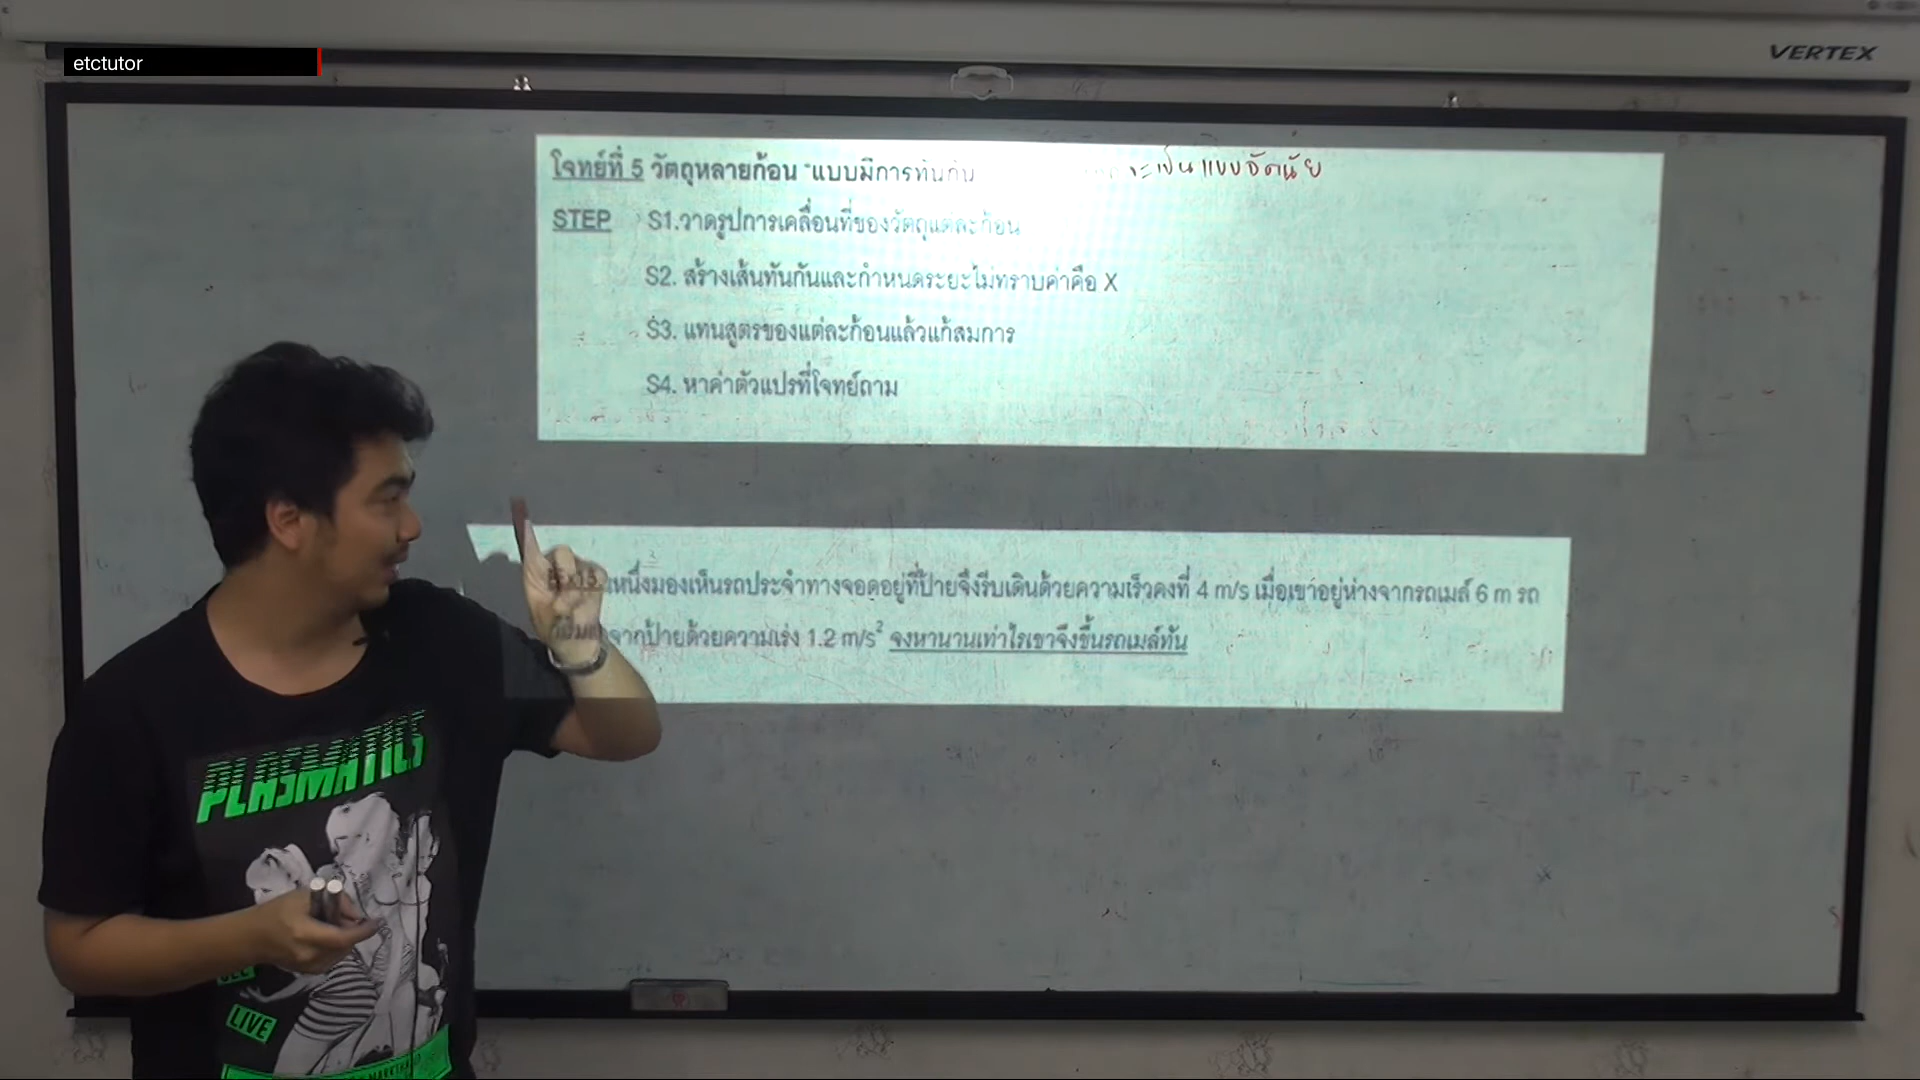 etctutor
VERTEX
โจทย์ที่ 5 วัตถุหลายก้อน "แบบมีการทันกัน
จะเป็นแบบอัตนัย
STEP S1.วาดรูปการเคลื่อนที่ของวัตถุแต่ละก้อน
S2. สร้างเส้นทันกันและกำหนดระยะไม่ทราบค่าคือ X
S3. แทนสูตรของแต่ละก้อนแล้วแก้สมการ
S4. หาค่าตัวแปรที่โจทย์ถาม
หนึ่งมองเห็นรถประจำทางจอดอยู่ที่ป้ายจึงรีบเดินด้วยความเร็วคงที่ 4 m/s เมื่อเขาอยู่ห่างจากรถเมล์ 6 m รถ
จากป้ายด้วยความเร่ง 1.2 m/s² จงหานานเท่าไรเขาจึงขึ้นรถเมล์ทัน
PLASMATICS
LIVE